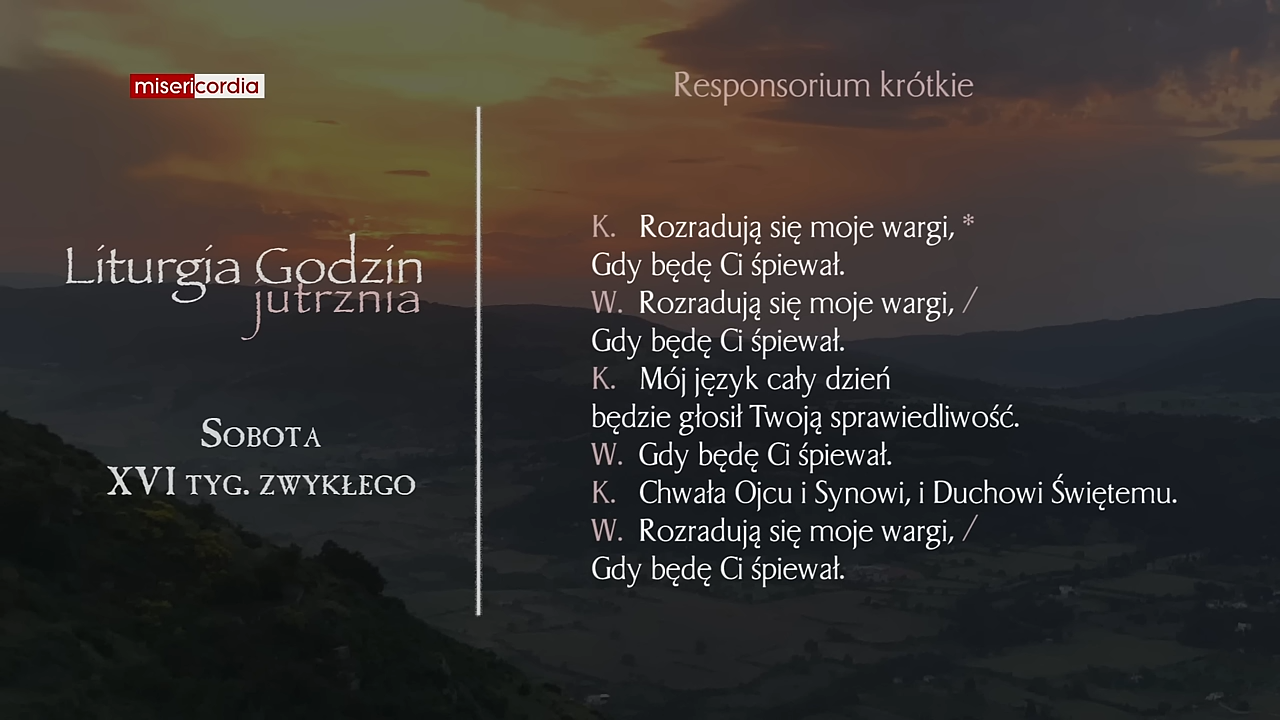 misericordia
Liturgia Godzin
jutrznia
Sobota
XVI tyg. zwykłego
Responsorium krótkie
K. Rozradują się moje wargi, *
Gdy będę Ci śpiewał.
W. Rozradują się moje wargi, /
Gdy będę Ci śpiewał.
K. Mój język cały dzień
będzie głosił Twoją sprawiedliwość.
W. Gdy będę Ci śpiewał.
K. Chwała Ojcu i Synowi, i Duchowi Świętemu.
W. Rozradują się moje wargi, /
Gdy będę Ci śpiewał.